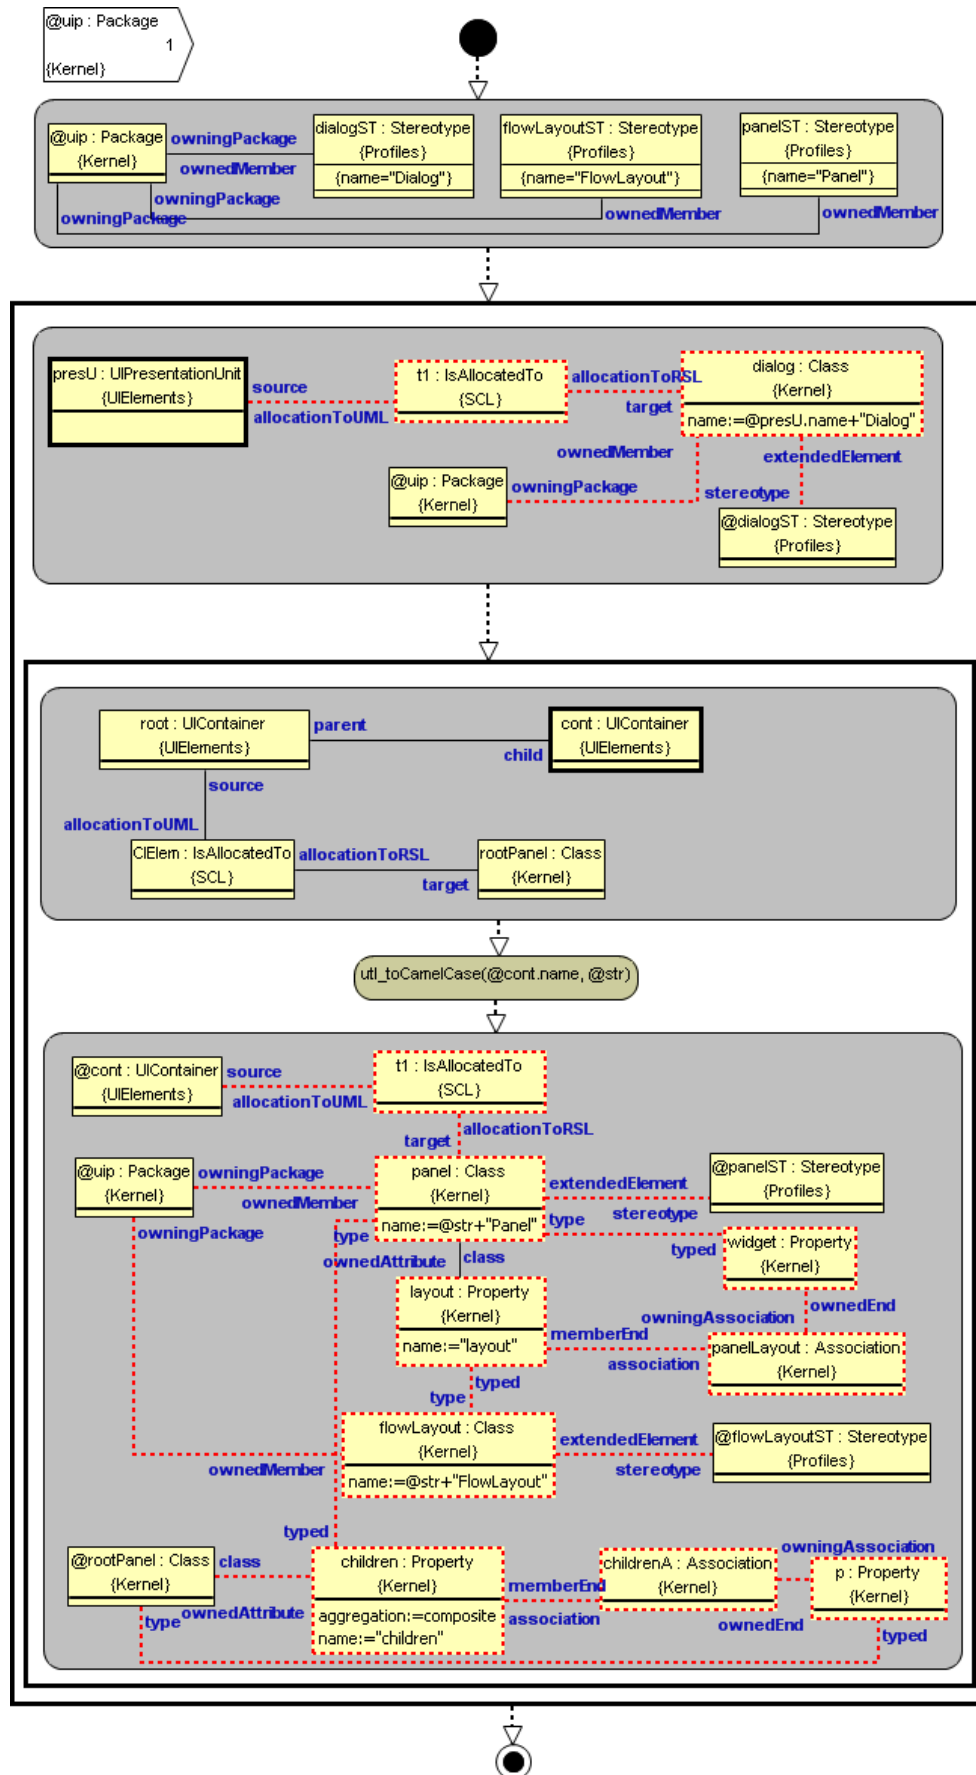 @uip : Package
1
{Kernel}
@uip : Package
{Kernel}
owningPackage
ownedMember
dialogST : Stereotype
{Profiles}
{name="Dialog"}
flowLayoutST : Stereotype
{Profiles}
{name="FlowLayout"}
panelST : Stereotype
{Profiles}
{name="Panel"}
owningPackage
owningPackage
ownedMember
ownedMember
presU : UIPresentationUnit
{UIElements}
source
allocationToUML
t1 : IsAllocatedTo
{SCL}
allocationToRSL
target
dialog : Class
{Kernel}
name:=@presU.name+"Dialog"
ownedMember
extendedElement
@uip : Package
{Kernel}
owningPackage
stereotype
@dialogST : Stereotype
{Profiles}
root : UIContainer
{UIElements}
parent
child
cont : UIContainer
{UIElements}
source
allocationToUML
ClElem : IsAllocatedTo
{SCL}
allocationToRSL
target
rootPanel : Class
{Kernel}
utl_toCamelCase(@cont.name, @str)
@cont : UIContainer
{UIElements}
source
allocationToUML
t1 : IsAllocatedTo
{SCL}
allocationToRSL
target
@uip : Package
{Kernel}
owningPackage
ownedMember
panel : Class
{Kernel}
name:=@str+"Panel"
extendedElement
stereotype
@panelST : Stereotype
{Profiles}
owningPackage
type
type
typed
widget : Property
{Kernel}
ownedAttribute
class
layout : Property
{Kernel}
name:="layout"
ownedEnd
owningAssociation
memberEnd
association
panelLayout : Association
{Kernel}
typed
type
flowLayout : Class
{Kernel}
name:=@str+"FlowLayout"
extendedElement
stereotype
@flowLayoutST : Stereotype
{Profiles}
ownedMember
typed
@rootPanel : Class
{Kernel}
class
ownedAttribute
type
children : Property
{Kernel}
aggregation:=composite
name:="children"
memberEnd
association
childrenA : Association
{Kernel}
owningAssociation
ownedEnd
p : Property
{Kernel}
typed